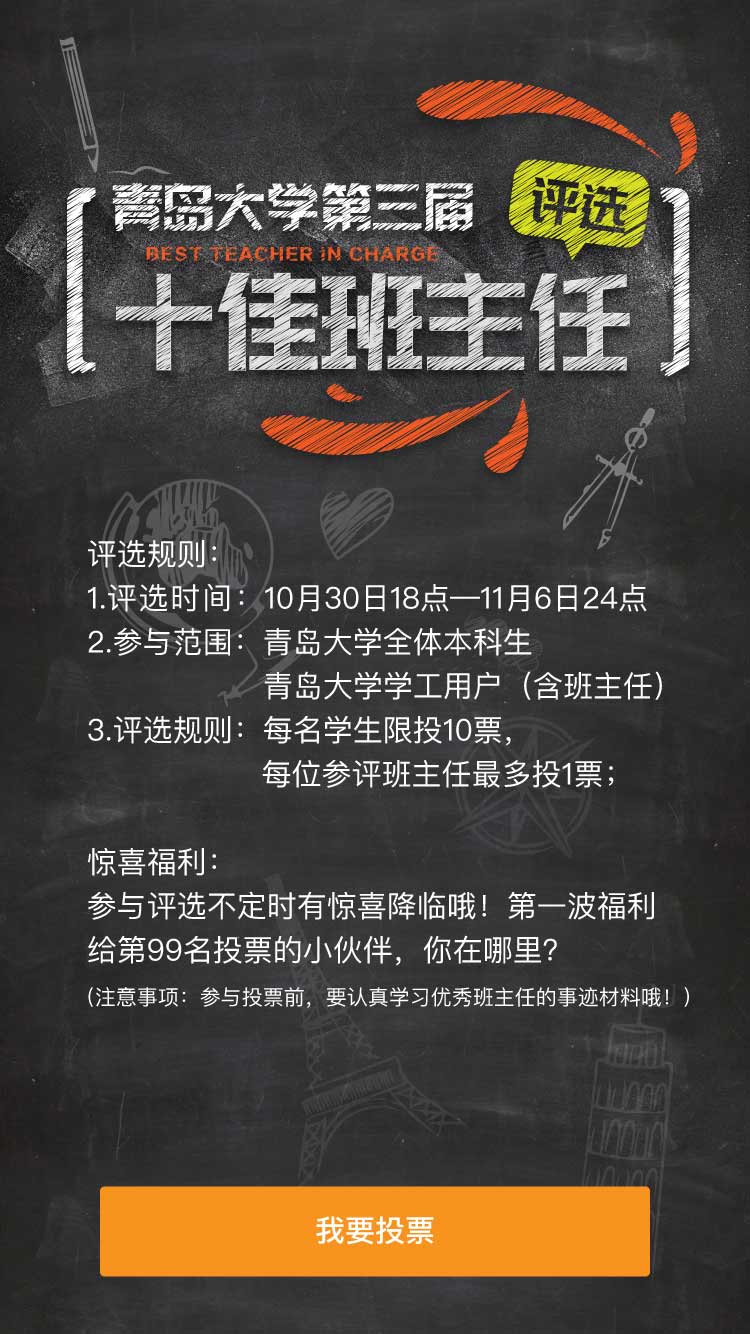 青岛大学第三届
评选
BEST TEACHER IN CHARGE
十佳班主任
评选规则：
1.评选时间：10月30日18点—11月6日24点
2.参与范围：青岛大学全体本科生
青岛大学学工用户（含班主任）
3.评选规则：每名学生限投10票，
每位参评班主任最多投1票；
惊喜福利：
参与评选不定时有惊喜降临哦！第一波福利
给第99名投票的小伙伴，你在哪里？
（注意事项：参与投票前，要认真学习优秀班主任的事迹材料哦！）
我要投票